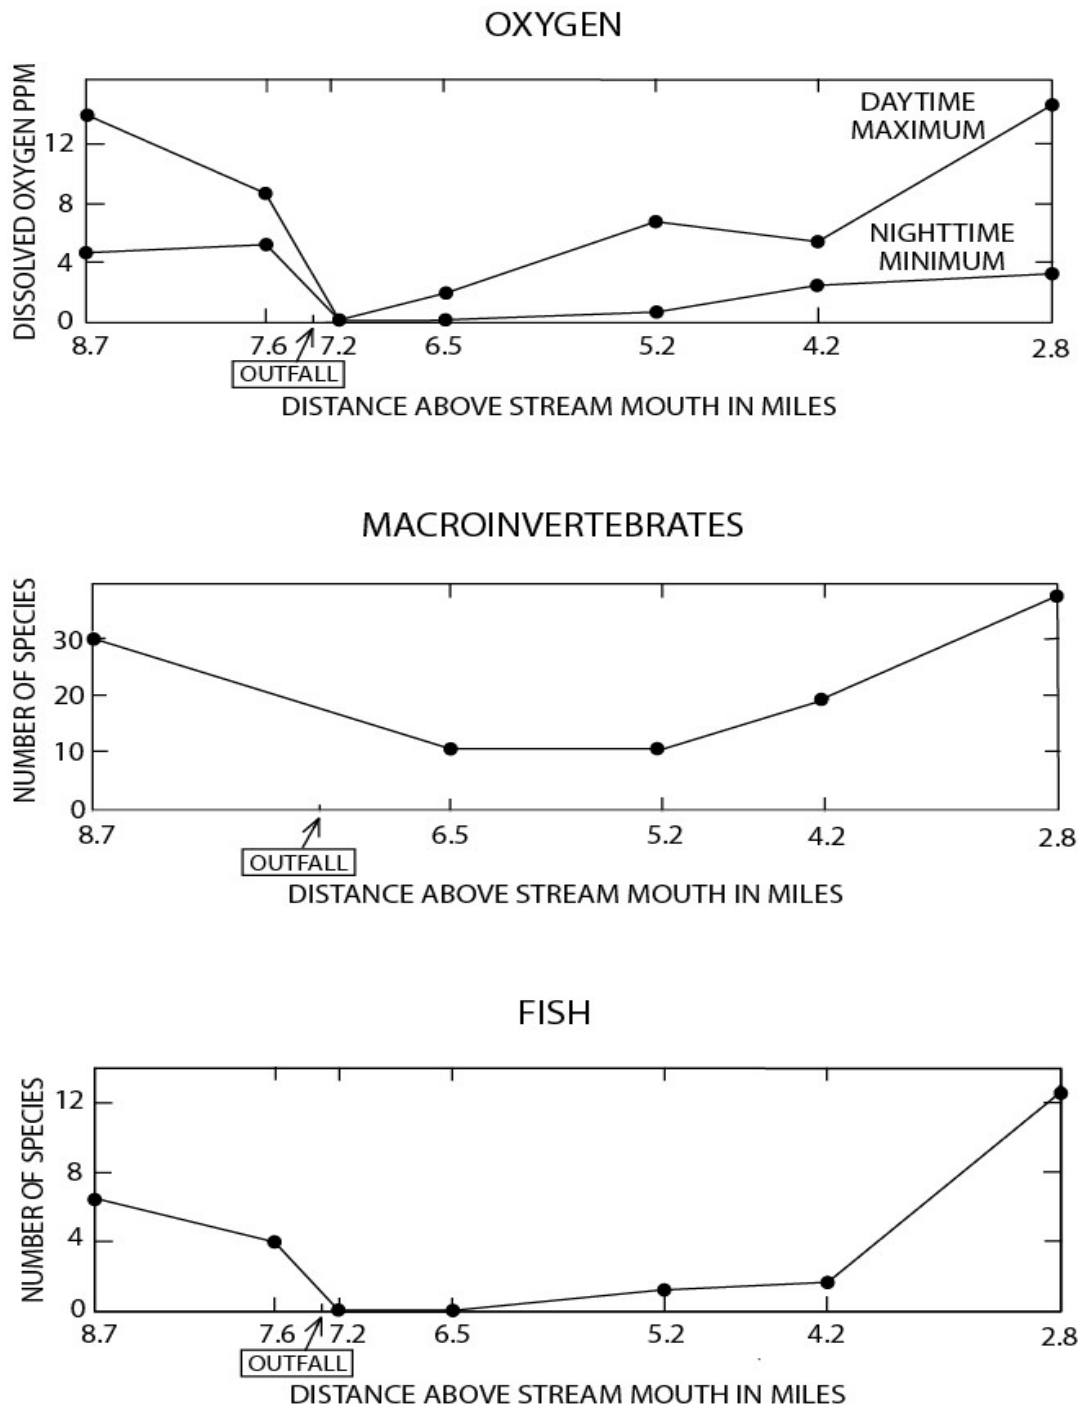 OXYGEN
DISSOLVED OXYGEN PPM
12
8
4
0
DAYTIME
MAXIMUM
NIGHTTIME
MINIMUM
8.7 7.6 7.2 6.5 5.2 4.2 2.8
OUTFALL
DISTANCE ABOVE STREAM MOUTH IN MILES
MACROINVERTEBRATES
NUMBER OF SPECIES
30
20
10
0
8.7 6.5 5.2 4.2 2.8
OUTFALL
DISTANCE ABOVE STREAM MOUTH IN MILES
FISH
NUMBER OF SPECIES
12
8
4
0
8.7 7.6 7.2 6.5 5.2 4.2 2.8
OUTFALL
DISTANCE ABOVE STREAM MOUTH IN MILES